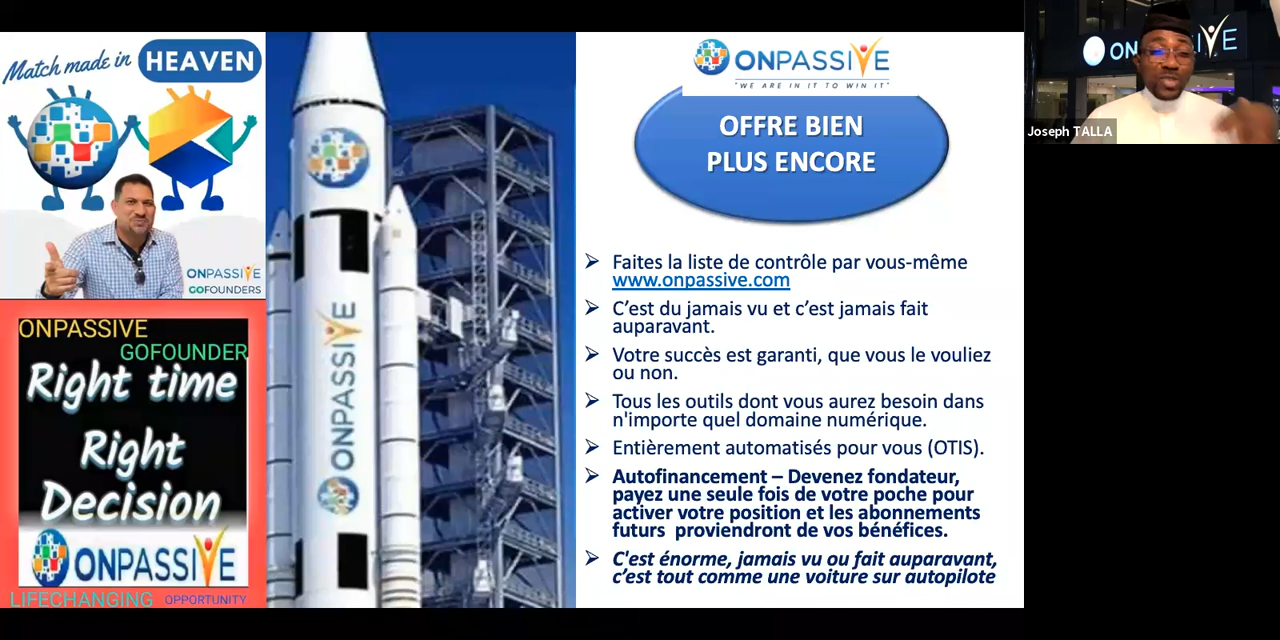 Match made in HEAVEN
ONPASSIVE
GOFOUNDERS
ONPASSIVE
GOFOUNDER
Right time
Right
Decision
ONPASSIVE
LIFECHANGING OPPORTUNITY
ONPASSIVE
ONPASSIVE
"WE ARE IN IT TO WIN IT"
OFFRE BIEN
PLUS ENCORE
➢ Faites la liste de contrôle par vous-même
www.onpassive.com
➢ C'est du jamais vu et c'est jamais fait
auparavant.
➢ Votre succès est garanti, que vous le vouliez
ou non.
➢ Tous les outils dont vous aurez besoin dans
n'importe quel domaine numérique.
➢ Entièrement automatisés pour vous (OTIS).
➢ Autofinancement – Devenez fondateur,
payez une seule fois de votre poche pour
activer votre position et les abonnements
futurs proviendront de vos bénéfices.
➢ C'est énorme, jamais vu ou fait auparavant,
c'est tout comme une voiture sur autopilote
Joseph TALLA